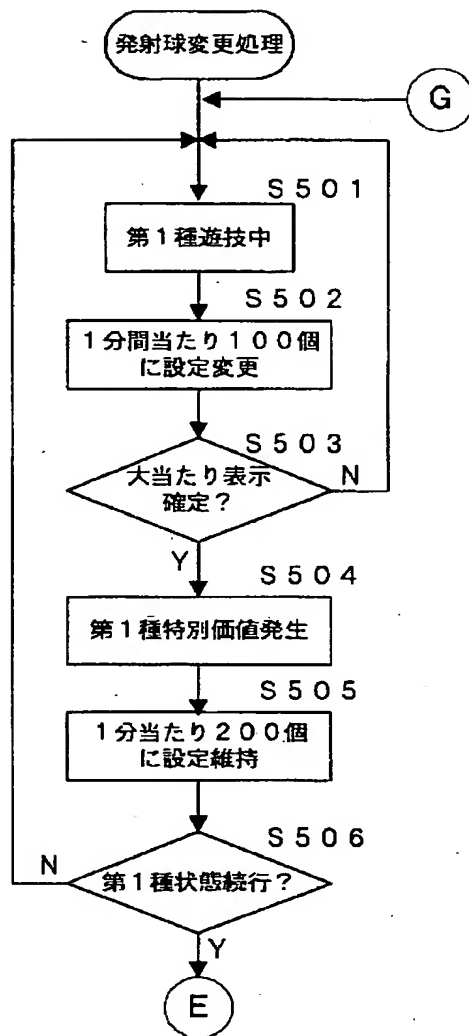 発射球変更処理
G
S501
第1種遊技中
S502
1分間当たり100個
に設定変更
S503
大当たり表示
確定?
N
Y
S504
第1種特別価値発生
S505
1分当たり200個
に設定維持
S506
N
第1種状態続行?
Y
E